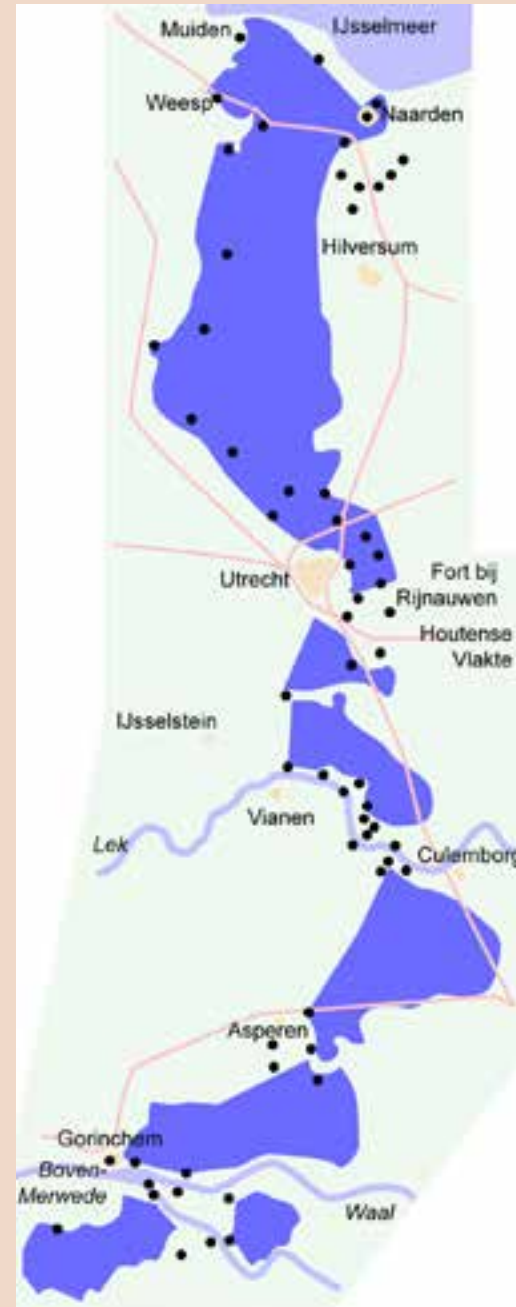 Muiden
IJsselmeer
Weesp
Naarden
Hilversum
Utrecht
Fort bij
Rijnauwen
Houtense
Vlakte
IJsselstein
Vianen
Lek
Culemborg
Asperen
Gorinchem
Boven-
Merwede
Waal